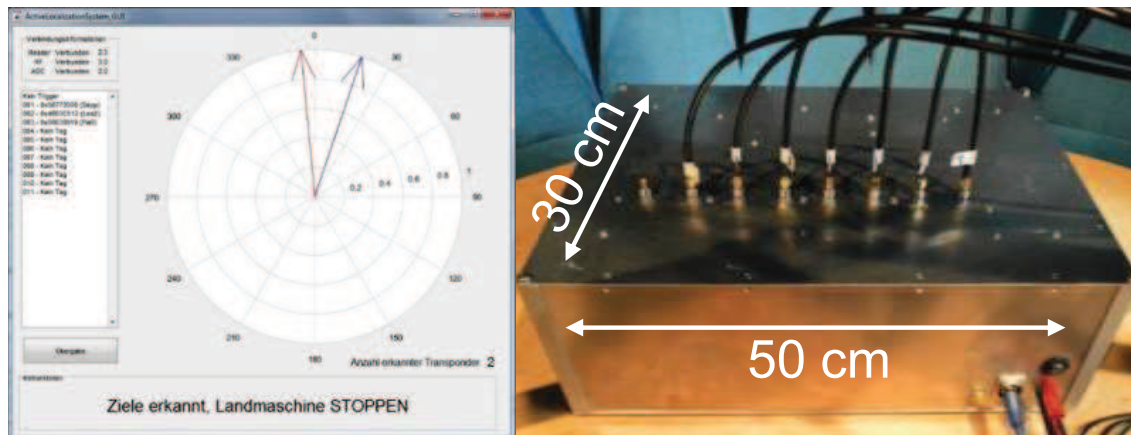 ActiveLocalizationSystem_GUI
Verbindungsinformationen
Reader Verbunden
RF Verbunden
ADC Verbunden
Kein Trigger
004 - Kein Tag
005 - Kein Tag
006 - Kein Tag
007 - Kein Tag
008 - Kein Tag
009 - Kein Tag
010 - Kein Tag
011 - Kein Tag
0
30
60
90
120
150
180
210
240
270
300
330
0.2
0.4
0.6
0.8
1
Anzahl erkannter Transponder 2
Ziele erkannt, Landmaschine STOPPEN
30 cm
50 cm